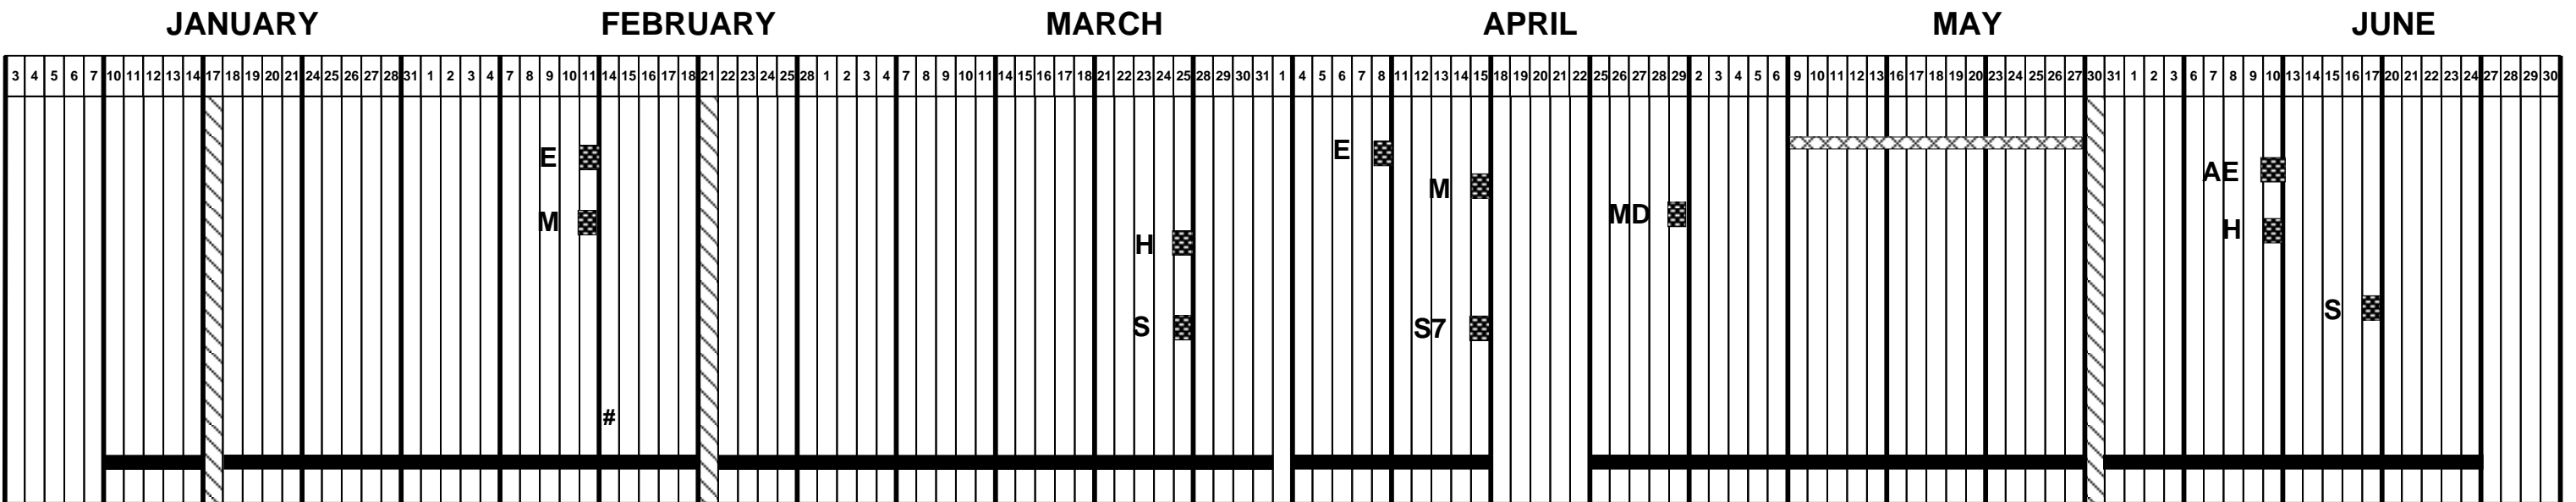 JANUARY FEBRUARY MARCH APRIL MAY JUNE
3 4 5 6 7 10 11 12 13 14 17 18 19 20 21 24 25 26 27 28 31 1 2 3 4 7 8 9 10 11 14 15 16 17 18 21 22 23 24 25 28 1 2 3 4 7 8 9 10 11 14 15 16 17 18 21 22 23 24 25 28 29 30 31 1 4 5 6 7 8 11 12 13 14 15 18 19 20 21 22 25 26 27 28 29 2 3 4 5 6 9 10 11 12 13 16 17 18 19 20 23 24 25 26 27 30 31 1 2 3 6 7 8 9 10 13 14 15 16 17 20 21 22 23 24 27 28 29 30
E E AE
M M MD H
H
S S7 S
#